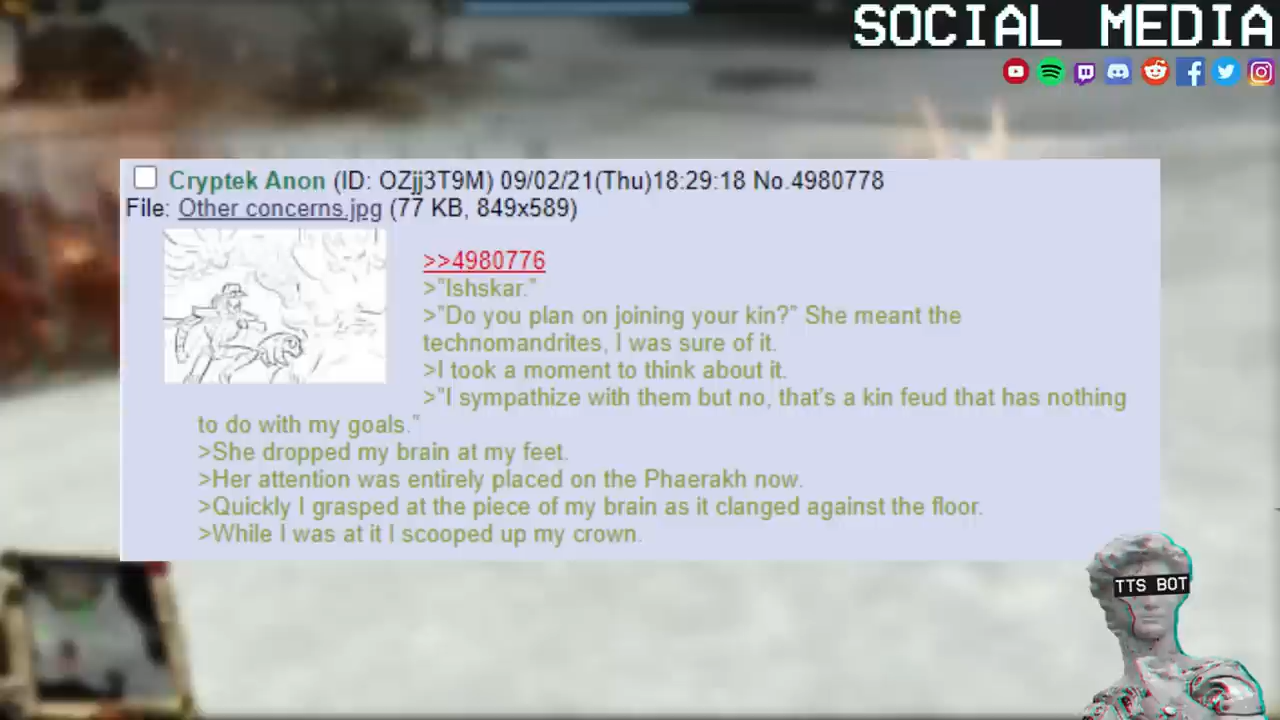 SOCIAL MEDIA
Cryptek Anon (ID: OZjj3T9M) 09/02/21(Thu)18:29:18 No.4980778
File: Other concerns.jpg (77 KB, 849x589)
>>4980776
>"Ishskar."
>"Do you plan on joining your kin?" She meant the
technomandrites, I was sure of it.
>I took a moment to think about it.
>"I sympathize with them but no, that's a kin feud that has nothing
to do with my goals."
>She dropped my brain at my feet.
>Her attention was entirely placed on the Phaerakh now.
>Quickly I grasped at the piece of my brain as it clanged against the floor.
>While I was at it I scooped up my crown.
TTS BOT